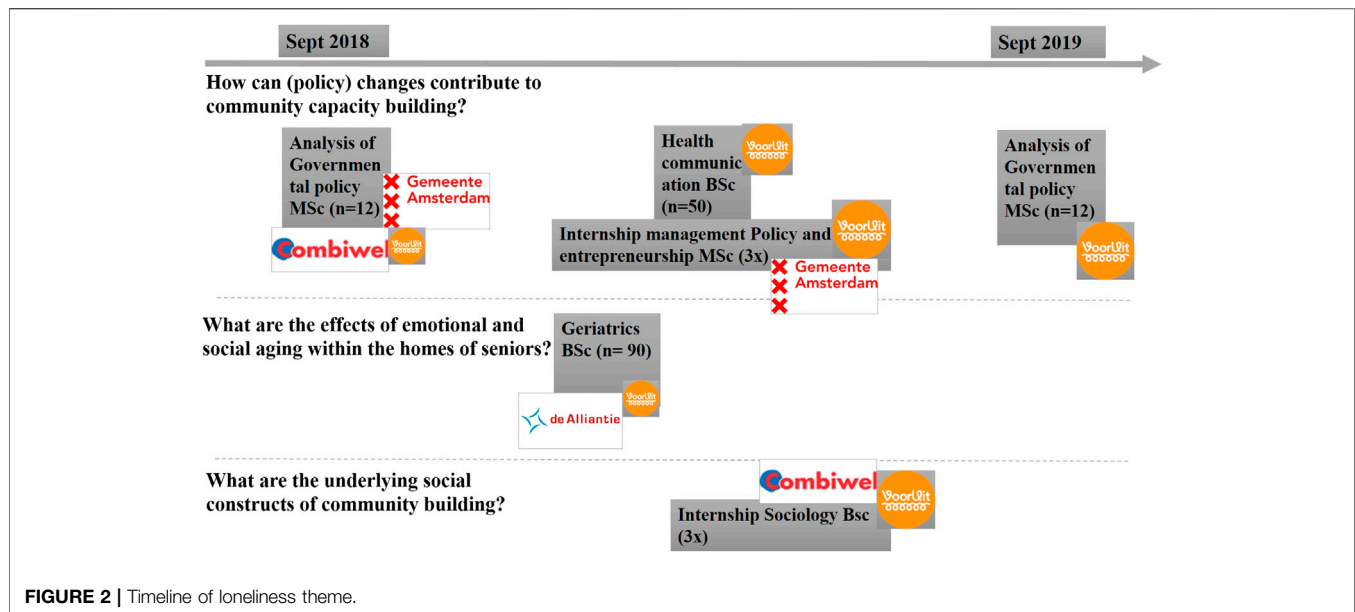 Sept 2018
Sept 2019
How can (policy) changes contribute to
community capacity building?
Analysis of
Governmen
tal policy
MSc (n=12)
Gemeente
Amsterdam
Combiwel
VoorUit
Health
communic
ation BSc
(n=50)
VoorUit
Internship management Policy and
entrepreneurship MSc (3x)
VoorUit
Gemeente
Amsterdam
Analysis of
Governmen
tal policy
MSc (n=12)
VoorUit
What are the effects of emotional and
social aging within the homes of seniors?
Geriatrics
BSc (n= 90)
VoorUit
de Alliantie
What are the underlying social
constructs of community building?
Combiwel
VoorUit
Internship Sociology Bsc
(3x)
FIGURE 2 | Timeline of loneliness theme.